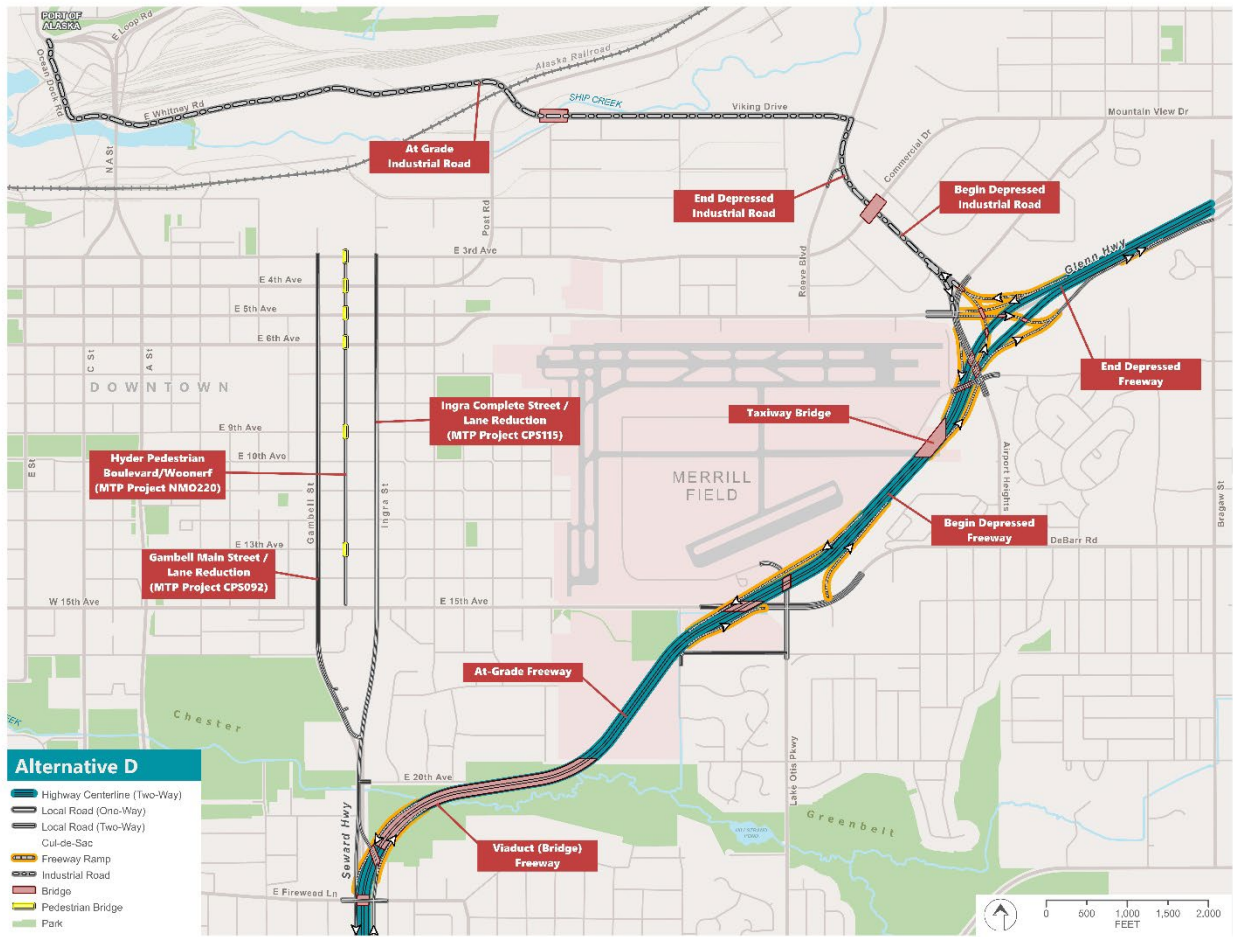 PORT OF
ALASKA
E Loop Rd
Ocean Dock Rd
E Whitney Rd
Alaska Railroad
SHIP CREEK
Viking Drive
Mountain View Dr
Commercial Dr
N A St
Post Rd
At Grade
Industrial Road
End Depressed
Industrial Road
Begin Depressed
Industrial Road
Reeve Blvd
Glenn Hwy
E 3rd Ave
E 4th Ave
E 5th Ave
E 6th Ave
C St
A St
DOWNTOWN
End Depressed
Freeway
Ingra Complete Street /
Lane Reduction
(MTP Project CPS115)
Taxiway Bridge
E 9th Ave
E 10th Avo
Hyder Pedestrian
Boulevard/Woonerf
(MTP Project NMO220)
E St
Gambell St
Ingra St
MERRILL
FIELD
Airport Heights
Bragaw St
Begin Depressed
Freeway
DeBarr Rd
E 13th Ave
Gambell Main Street /
Lane Reduction
(MTP Project CPS092)
W 15th Ave
E 15th Ave
At-Grade Freeway
Chester
CREEK
E 20th Ave
Lake Otis Pkwy
Greenbelt
Seward Hwy
Viaduct (Bridge)
Freeway
E Fireweed Ln
Alternative D
Highway Centerline (Two-Way)
Local Road (One-Way)
Local Road (Two-Way)
Cul-de-Sac
Freeway Ramp
Industrial Road
Bridge
Pedestrian Bridge
Park
0 500 1,000 1,500 2,000
FEET